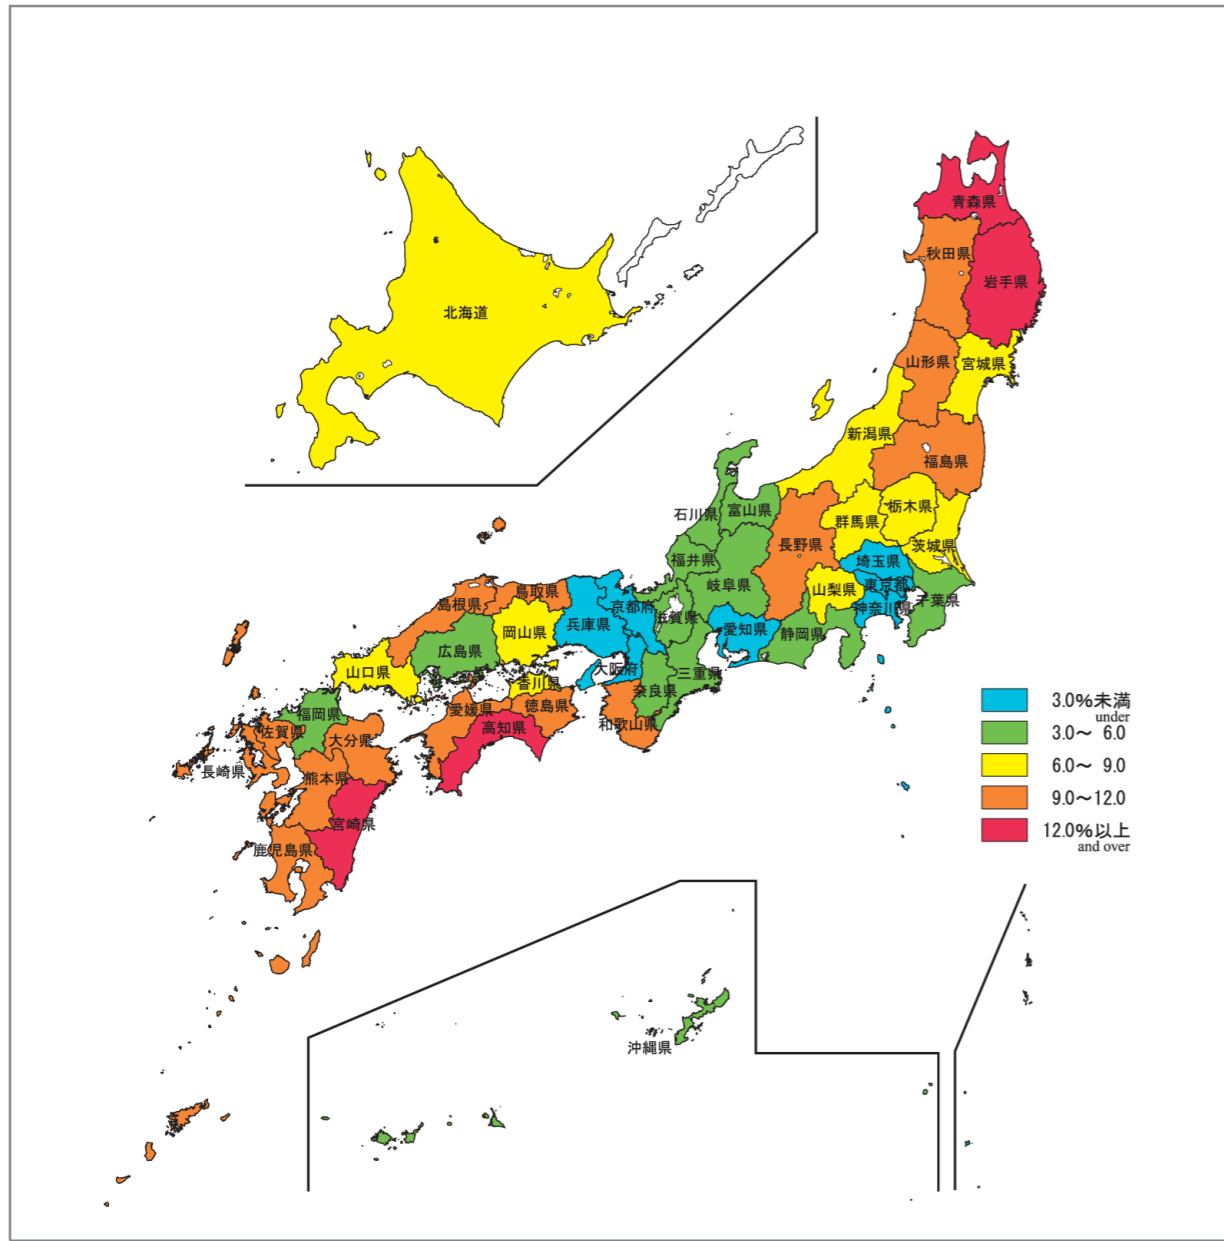 北海道
青森県
秋田県
岩手県
山形県
宮城県
新潟県
福島県
石川県
富山県
群馬県
栃木県
長野県
茨城県
福井県
埼玉県
岐阜県
東京都
山梨県
鳥取県
島根県
京都府
滋賀県
神奈川県
千葉県
兵庫県
愛知県
静岡県
岡山県
広島県
大阪府
三重県
山口県
香川県
奈良県
愛媛県
徳島県
和歌山県
福岡県
高知県
佐賀県
大分県
長崎県
熊本県
宮崎県
鹿児島県
沖縄県
3.0%未満
under
3.0～ 6.0
6.0～ 9.0
9.0～12.0
12.0%以上
and over